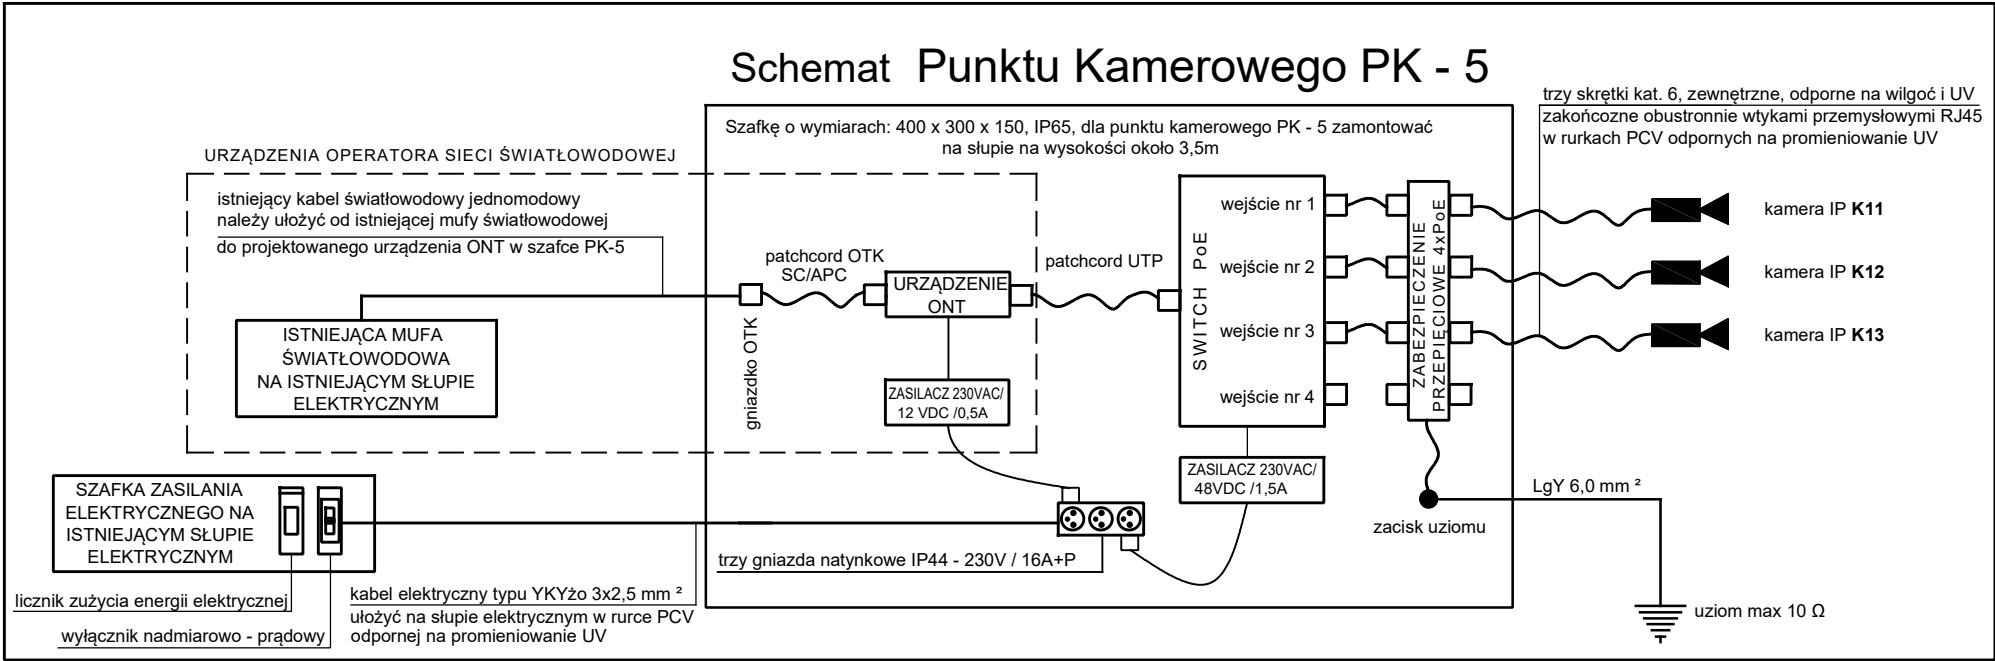 Schemat Punktu Kamerowego PK - 5
trzy skrętki kat. 6, zewnętrzne, odporne na wilgoć i UV
zakończone obustronnie wtykami przemysłowymi RJ45
w rurkach PCV odpornych na promieniowanie UV
Szafkę o wymiarach: 400 x 300 x 150, IP65, dla punktu kamerowego PK - 5 zamontować
na słupie na wysokości około 3,5m
URZĄDZENIA OPERATORA SIECI ŚWIATŁOWODOWEJ
istniejący kabel światłowodowy jednomodowy
należy ułożyć od istniejącej mufy światłowodowej
do projektowanego urządzenia ONT w szafce PK-5
patchcord OTK
SC/APC
patchcord UTP
URZĄDZENIE
ONT
gniazdko OTK
ISTNIEJĄCA MUFA
ŚWIATŁOWODOWA
NA ISTNIEJĄCYM SŁUPIE
ELEKTRYCZNYM
ZASILACZ 230VAC/
12 VDC /0,5A
SWITCH PoE
wejście nr 1
wejście nr 2
wejście nr 3
wejście nr 4
ZABEZPIECZENIE
PRZEPIĘCIOWE 4xPoE
kamera IP K11
kamera IP K12
kamera IP K13
ZASILACZ 230VAC/
48VDC /1,5A
SZAFKA ZASILANIA
ELEKTRYCZNEGO NA
ISTNIEJĄCYM SŁUPIE
ELEKTRYCZNYM
LgY 6,0 mm ²
zacisk uziomu
trzy gniazda natynkowe IP44 - 230V / 16A+P
licznik zużycia energii elektrycznej
wyłącznik nadmiarowo - prądowy
kabel elektryczny typu YKYżo 3x2,5 mm ²
ułożyć na słupie elektrycznym w rurce PCV
odpornej na promieniowanie UV
uziom max 10 Ω